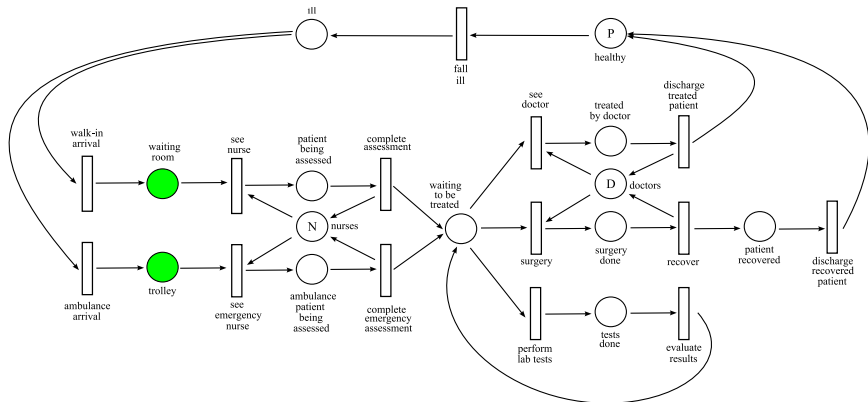 ill
P
healthy
fall
ill
walk-in
arrival
waiting
room
see
nurse
patient
being
assessed
complete
assessment
waiting
to be
treated
see
doctor
treated
by doctor
discharge
treated
patient
D
doctors
N
nurses
ambulance
arrival
trolley
see
emergency
nurse
ambulance
patient
being
assessed
complete
emergency
assessment
surgery
surgery
done
recover
patient
recovered
discharge
recovered
patient
perform
lab tests
tests
done
evaluate
results